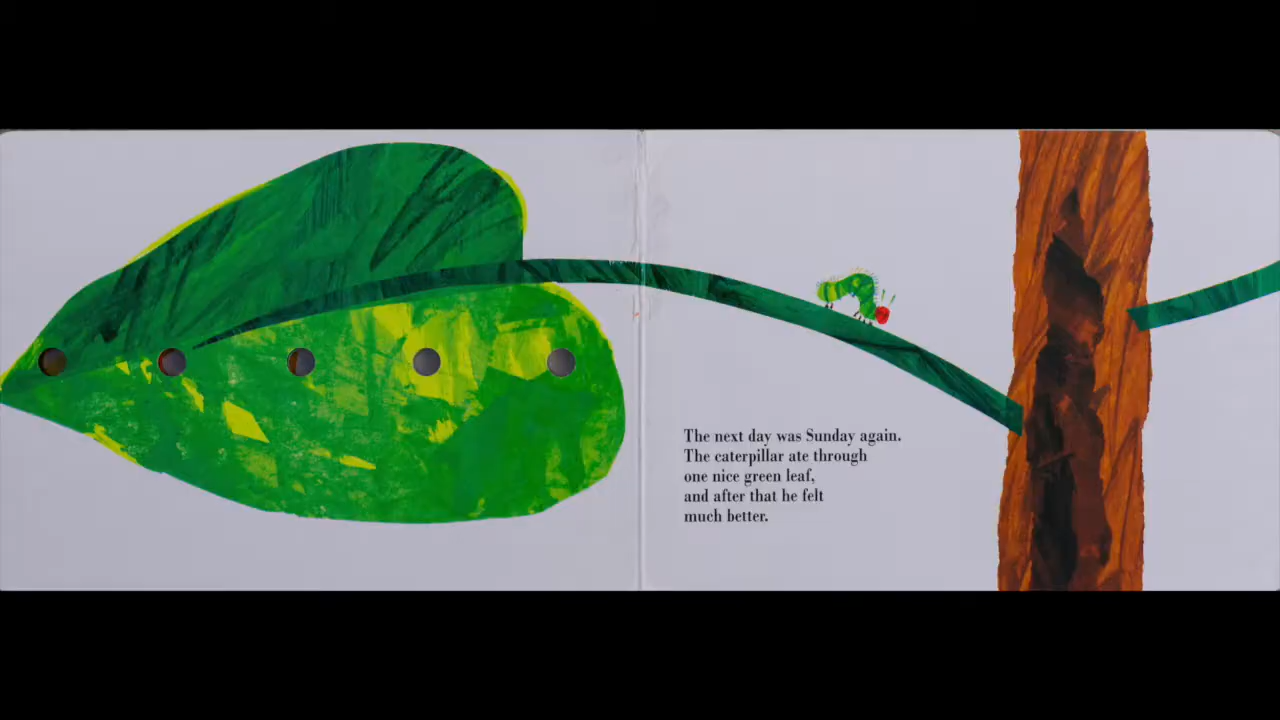 The next day was Sunday again.
The caterpillar ate through
one nice green leaf,
and after that he felt
much better.